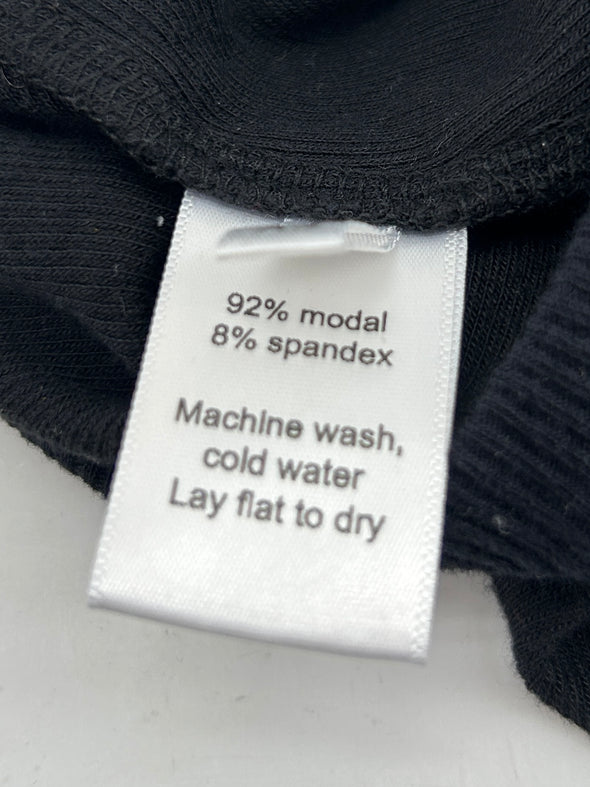 92% modal
8% spandex
Machine wash,
cold water
Lay flat to dry